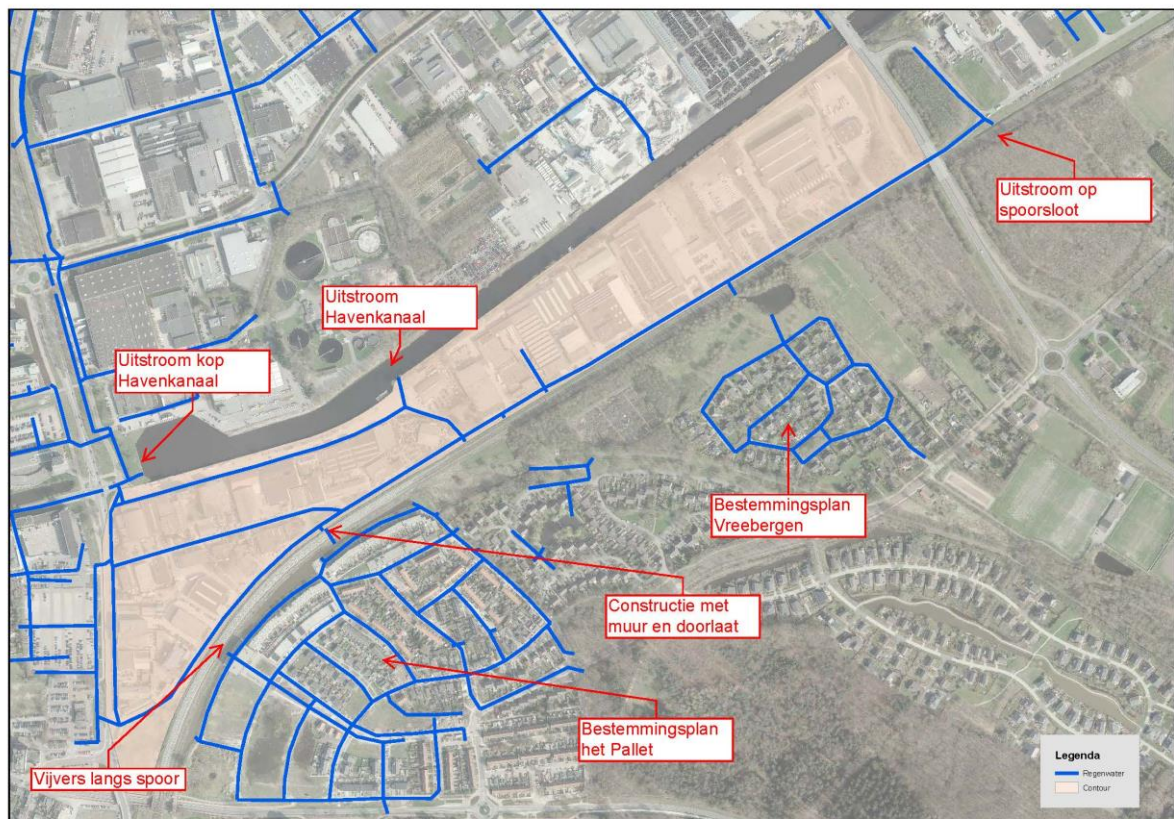 Uitstroom op
spoorsloot
Uitstroom
Havenkanaal
Uitstroom kop
Havenkanaal
Bestemmingsplan
Vreebergen
Constructie met
muur en doorlaat
Bestemmingsplan
het Pallet
Vijvers langs spoor
Legenda
Regenwater
Contour